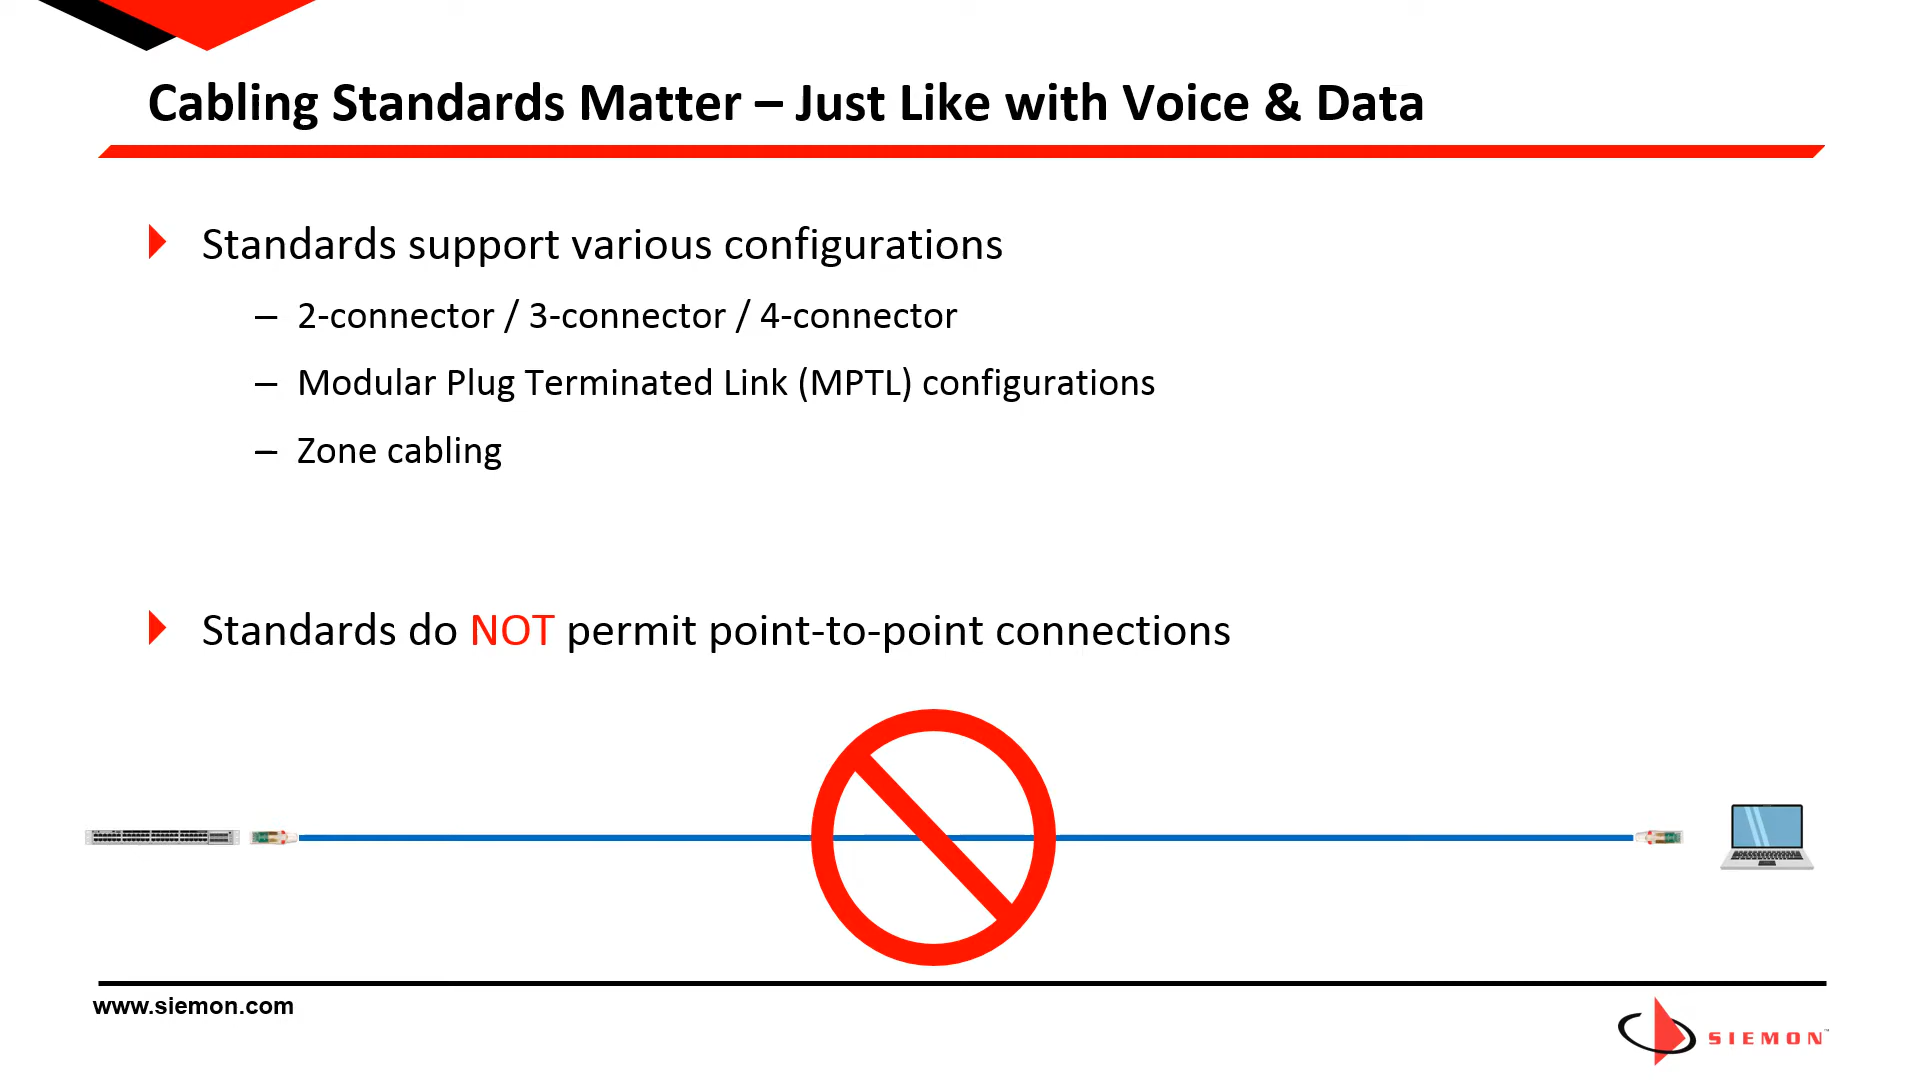 Cabling Standards Matter – Just Like with Voice & Data
Standards support various configurations
– 2-connector / 3-connector / 4-connector
– Modular Plug Terminated Link (MPTL) configurations
– Zone cabling
Standards do NOT permit point-to-point connections
www.siemon.com
SIEMON™